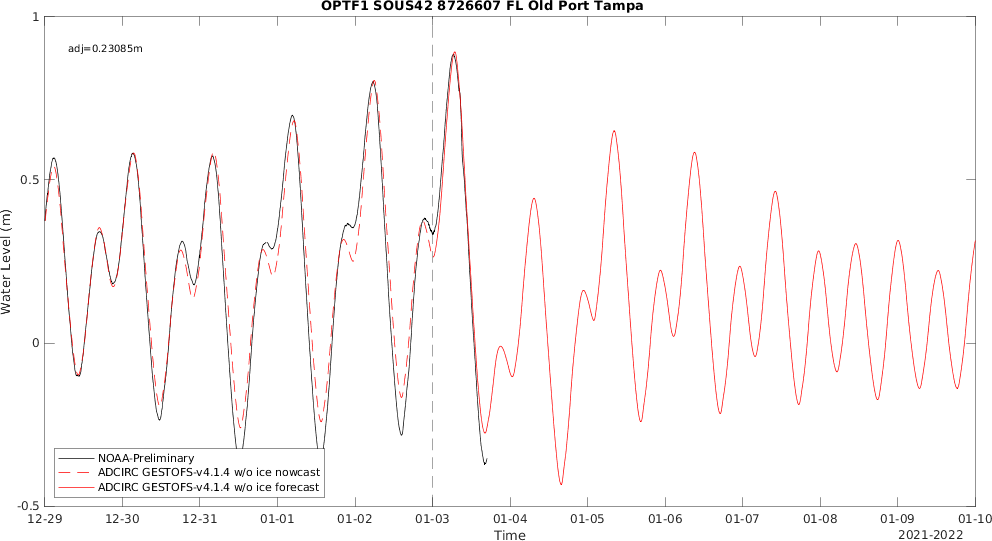 OPTF1 SOUS42 8726607 FL Old Port Tampa
adj=0.23085m
1
0.5
0
-0.5
Water Level (m)
NOAA-Preliminary
ADCIRC GESTOFS-v4.1.4 w/o ice nowcast
ADCIRC GESTOFS-v4.1.4 w/o ice forecast
12-29 12-30 12-31 01-01 01-02 01-03 01-04 01-05 01-06 01-07 01-08 01-09 01-10
Time
2021-2022